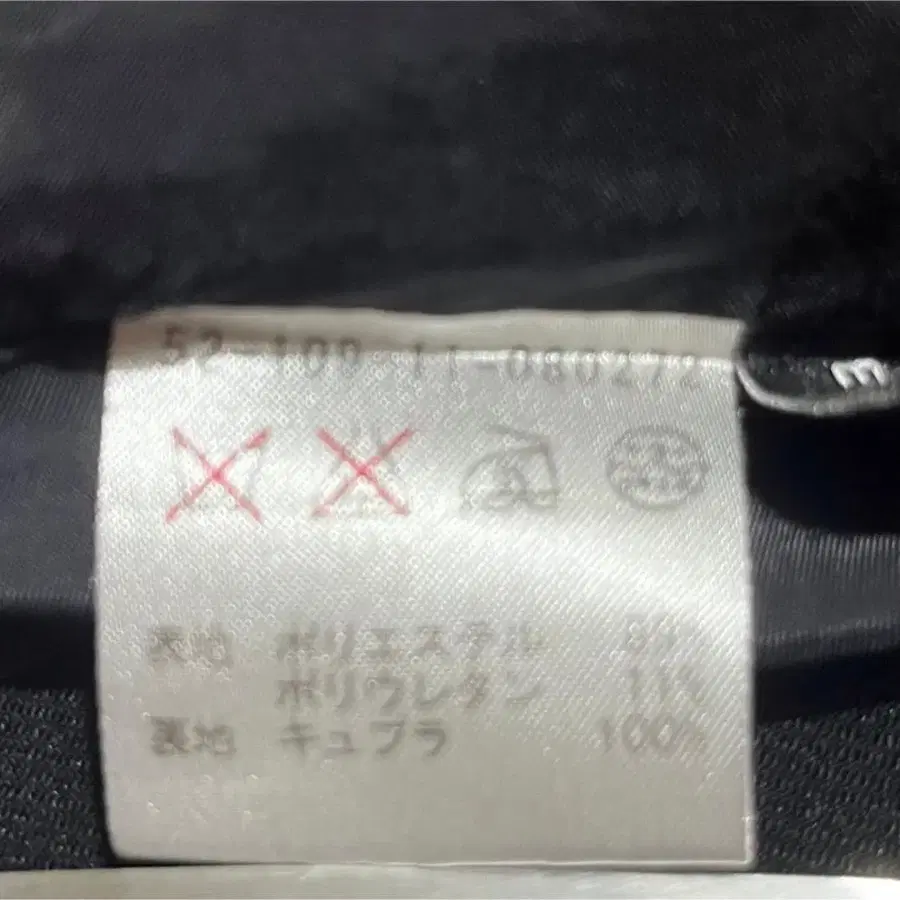 52-100 11-080272
表地 ポリエステル 89%
ポリウレタン 11%
裏地 キュプラ 100%